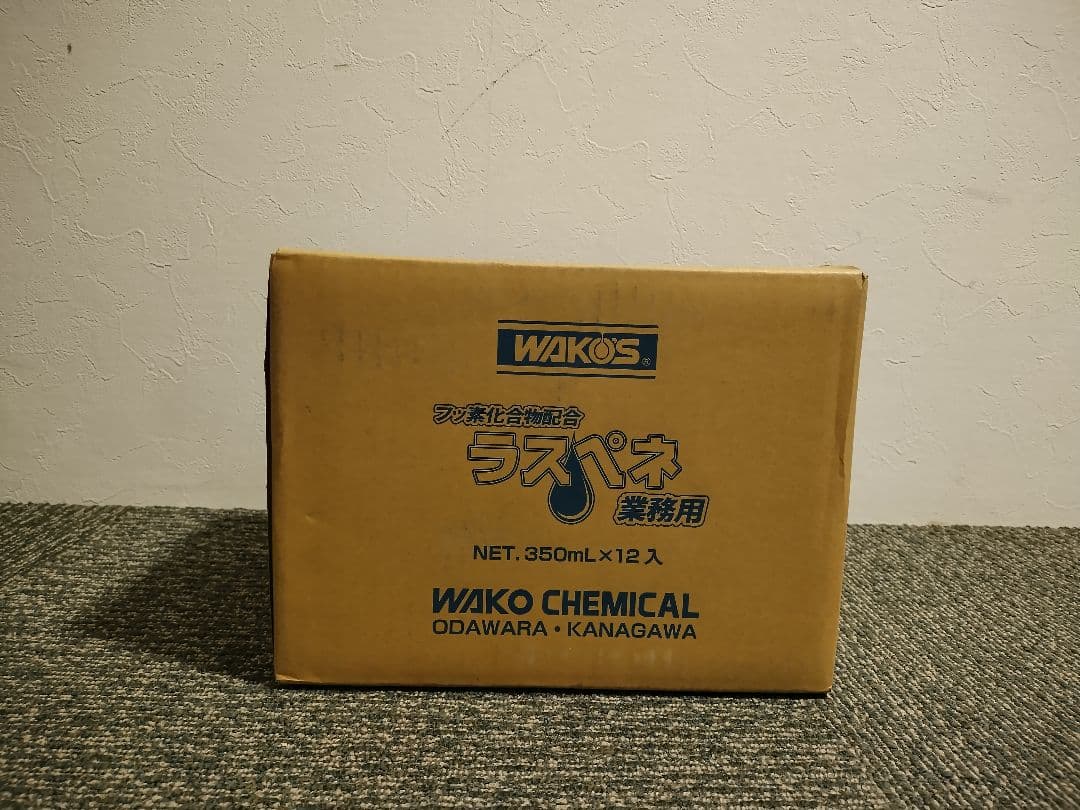 WAKO'S®
フッ素化合物配合
ラスペネ
業務用
NET. 350mL×12入
WAKO CHEMICAL
ODAWARA・KANAGAWA